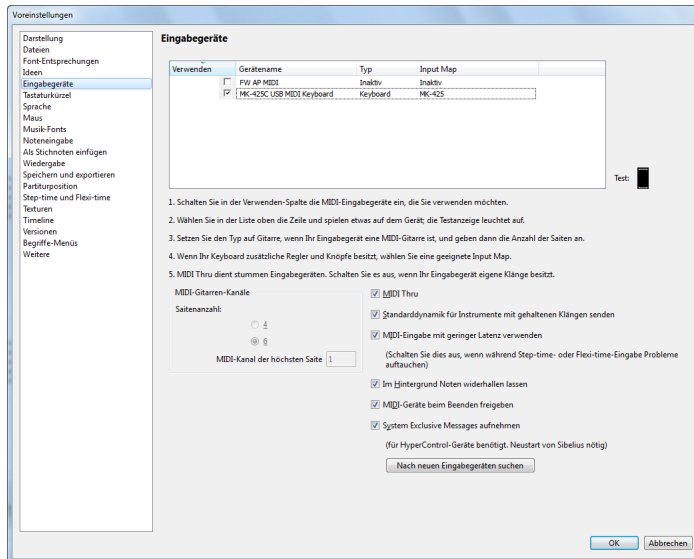 Voreinstellungen
Darstellung
Dateien
Font-Entsprechungen
Ideen
Eingabegeräte
Tastaturkürzel
Sprache
Maus
Musik-Fonts
Noteneingabe
Als Stichnoten einfügen
Wiedergabe
Speichern und exportieren
Partiturposition
Step-time und Flexi-time
Texturen
Timeline
Versionen
Begriffe-Menüs
Weitere
Eingabegeräte
Verwenden Gerätename Typ Input Map
FW AP MIDI Inaktiv Inaktiv
MK-425C USB MIDI Keyboard Keyboard MK-425
Test:
1. Schalten Sie in der Verwenden-Spalte die MIDI-Eingabegeräte ein, die Sie verwenden möchten.
2. Wählen Sie in der Liste oben die Zeile und spielen etwas auf dem Gerät; die Testanzeige leuchtet auf.
3. Setzen Sie den Typ auf Gitarre, wenn Ihr Eingabegerät eine MIDI-Gitarre ist, und geben dann die Anzahl der Saiten an.
4. Wenn Ihr Keyboard zusätzliche Regler und Knöpfe besitzt, wählen Sie eine geeignete Input Map.
5. MIDI Thru dient stummen Eingabegeräten. Schalten Sie es aus, wenn Ihr Eingabegerät eigene Klänge besitzt.
MIDI-Gitarren-Kanäle
Saitenanzahl:
4
6
MIDI-Kanal der höchsten Saite 1
MIDI Thru
Standarddynamik für Instrumente mit gehaltenen Klängen senden
MIDI-Eingabe mit geringer Latenz verwenden
(Schalten Sie dies aus, wenn während Step-time- oder Flexi-time-Eingabe Probleme
auftauchen)
Im Hintergrund Noten widerhallen lassen
MIDI-Geräte beim Beenden freigeben
System Exclusive Messages aufnehmen
(für HyperControl-Geräte benötigt. Neustart von Sibelius nötig)
Nach neuen Eingabegeräten suchen
OK Abbrechen